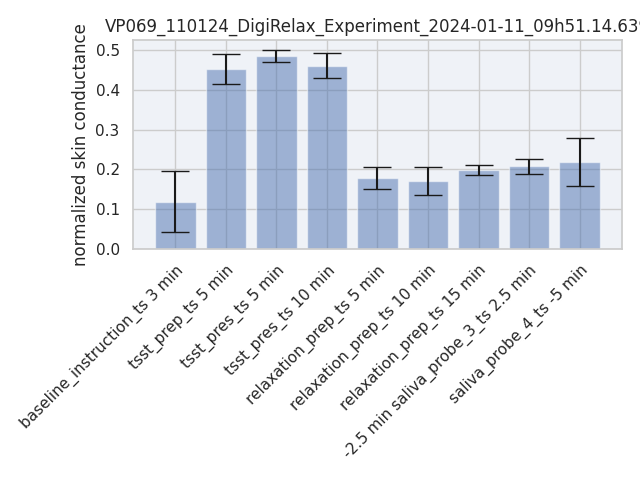 VP069_110124_DigiRelax_Experiment_2024-01-11_09h51.14.639
normalized skin conductance
0.5
0.4
0.3
0.2
0.1
0.0
baseline_instruction_ts 3 min
tsst_prep_ts 5 min
tsst_pres_ts 5 min
tsst_pres_ts 10 min
relaxation_prep_ts 5 min
relaxation_prep_ts 10 min
relaxation_prep_ts 15 min
-2.5 min saliva_probe_3_ts 2.5 min
saliva_probe_4_ts -5 min